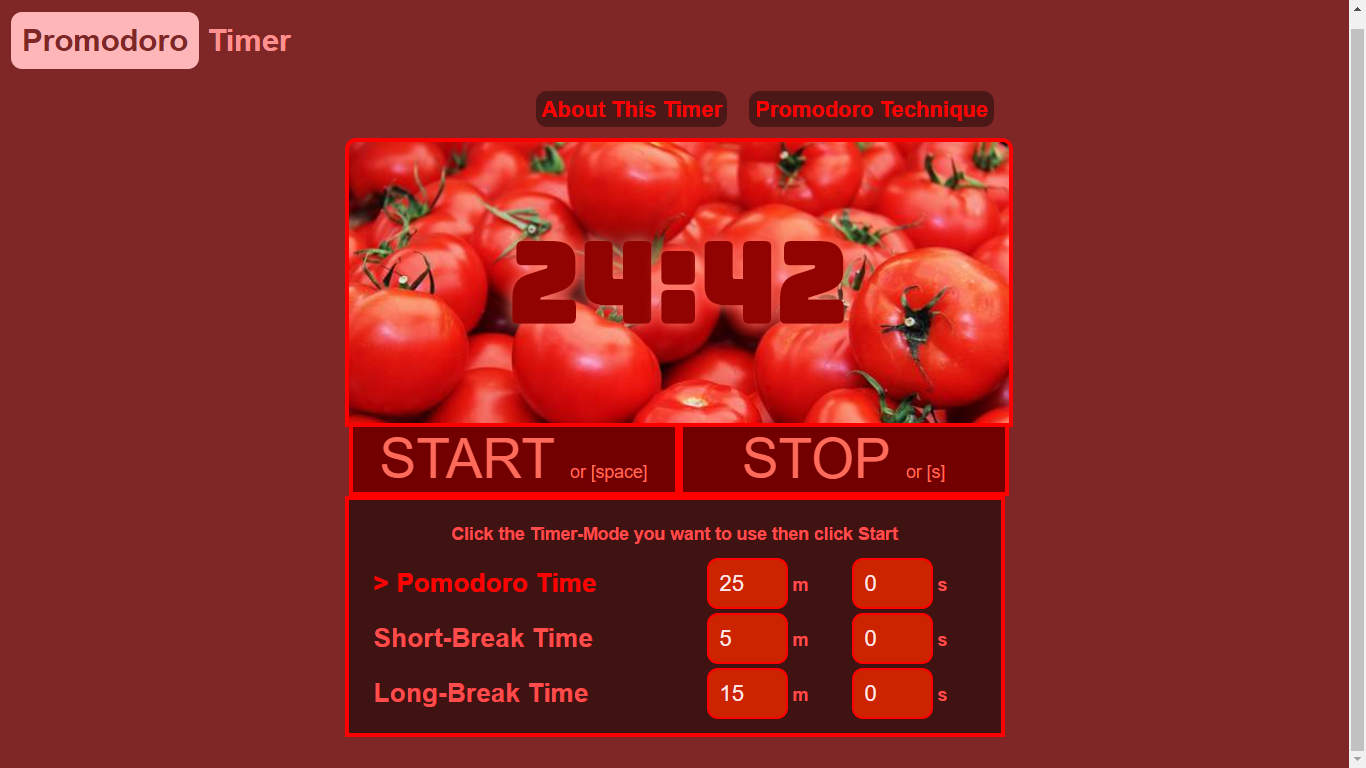 Promodoro Timer
About This Timer Promodoro Technique
24:42
START or [space] STOP or [s]
Click the Timer-Mode you want to use then click Start
> Pomodoro Time 25 m 0 s
Short-Break Time 5 m 0 s
Long-Break Time 15 m 0 s